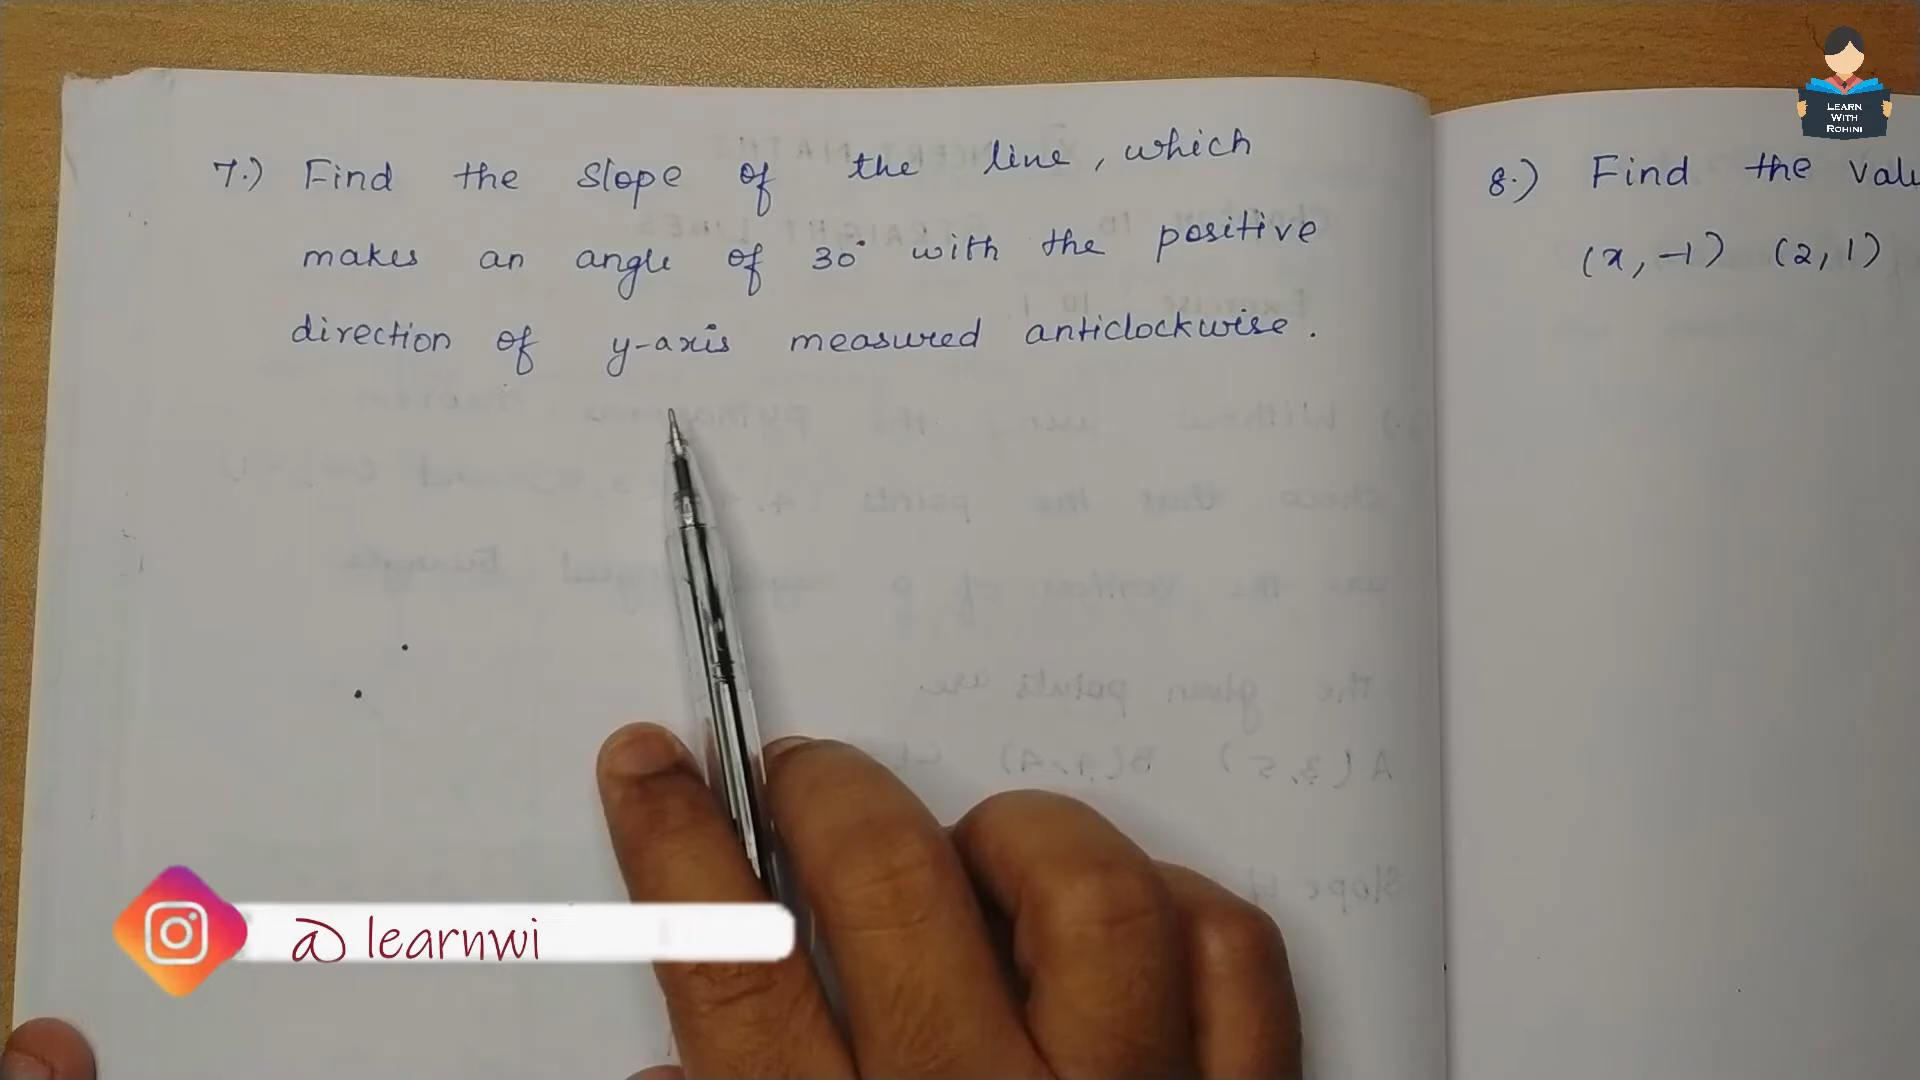 7.) Find the slope of the line, which
makes an angle of 30° with the positive
direction of y-axis measured anticlockwise.
8.) Find the valu
(x, -1) (2, 1)
LEARN
WITH
ROHINI
@learnwi